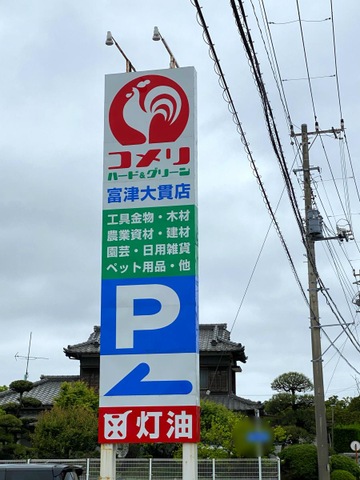 コメリ
ハード&グリーン
富津大貫店
工具金物・木材
農業資材・建材
園芸・日用雑貨
ペット用品・他
P
灯油